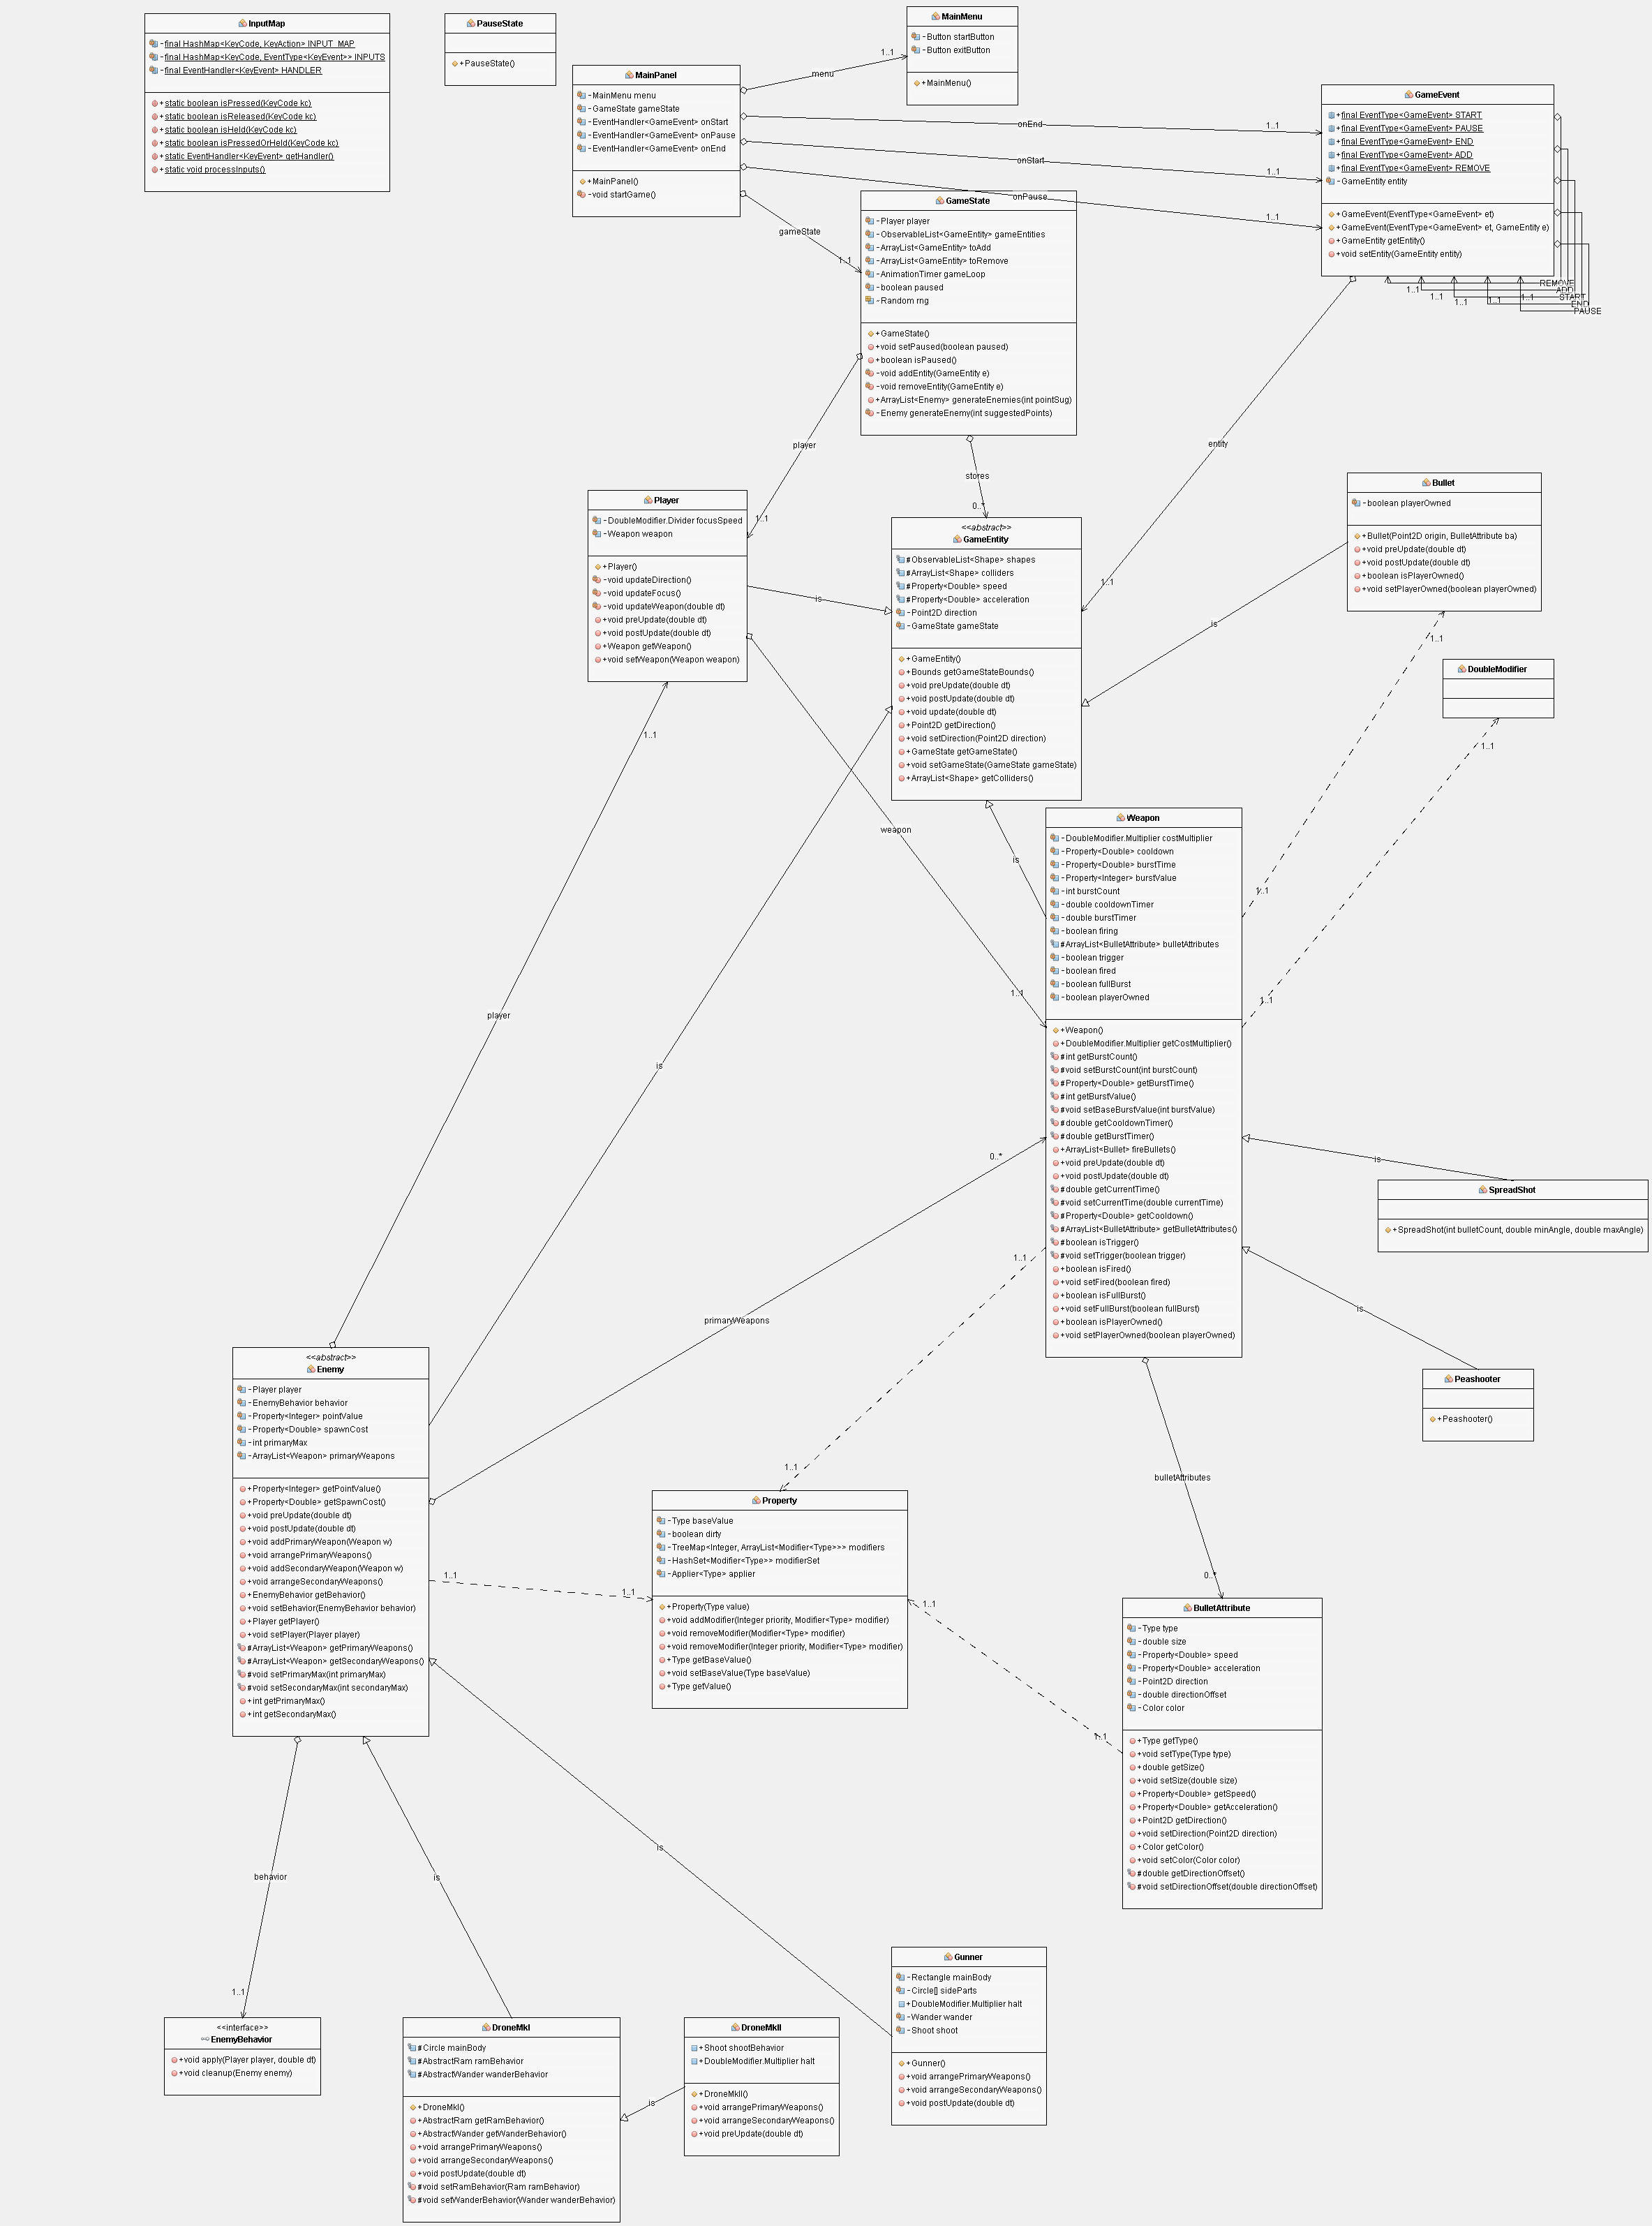 InputMap
-final HashMap<KeyCode, KeyAction> INPUT_MAP
-final HashMap<KeyCode, EventType<KeyEvent>> INPUTS
-final EventHandler<KeyEvent> HANDLER
+static boolean isPressed(KeyCode kc)
+static boolean isReleased(KeyCode kc)
+static boolean isHeld(KeyCode kc)
+static boolean isPressedOrHeld(KeyCode kc)
+static EventHandler<KeyEvent> getHandler()
+static void processInputs()
PauseState
+PauseState()
MainMenu
-Button startButton
-Button exitButton
+MainMenu()
MainPanel
-MainMenu menu
-GameState gameState
-EventHandler<GameEvent> onStart
-EventHandler<GameEvent> onPause
-EventHandler<GameEvent> onEnd
+MainPanel()
-void startGame()
menu
1..1
onEnd
1..1
onStart
1..1
onPause
1..1
gameState
1..1
GameEvent
+final EventType<GameEvent> START
+final EventType<GameEvent> PAUSE
+final EventType<GameEvent> END
+final EventType<GameEvent> ADD
+final EventType<GameEvent> REMOVE
-GameEntity entity
+GameEvent(EventType<GameEvent> et)
+GameEvent(EventType<GameEvent> et, GameEntity e)
+GameEntity getEntity()
+void setEntity(GameEntity entity)
REMOVE
1..1
ADD
1..1
START
1..1
END
1..1
PAUSE
1..1
GameState
-Player player
-ObservableList<GameEntity> gameEntities
-ArrayList<GameEntity> toAdd
-ArrayList<GameEntity> toRemove
-AnimationTimer gameLoop
-boolean paused
-Random rng
+GameState()
+void setPaused(boolean paused)
+boolean isPaused()
-void addEntity(GameEntity e)
-void removeEntity(GameEntity e)
+ArrayList<Enemy> generateEnemies(int pointSug)
-Enemy generateEnemy(int suggestedPoints)
player
1..1
stores
0..*
entity
1..1
Player
-DoubleModifier.Divider focusSpeed
-Weapon weapon
+Player()
-void updateDirection()
-void updateFocus()
-void updateWeapon(double dt)
+void preUpdate(double dt)
+void postUpdate(double dt)
+Weapon getWeapon()
+void setWeapon(Weapon weapon)
is
1..1
<<abstract>>
GameEntity
#ObservableList<Shape> shapes
#ArrayList<Shape> colliders
#Property<Double> speed
#Property<Double> acceleration
-Point2D direction
-GameState gameState
+GameEntity()
+Bounds getGameStateBounds()
+void preUpdate(double dt)
+void postUpdate(double dt)
+void update(double dt)
+Point2D getDirection()
+void setDirection(Point2D direction)
+GameState getGameState()
+void setGameState(GameState gameState)
+ArrayList<Shape> getColliders()
Bullet
-boolean playerOwned
+Bullet(Point2D origin, BulletAttribute ba)
+void preUpdate(double dt)
+void postUpdate(double dt)
+boolean isPlayerOwned()
+void setPlayerOwned(boolean playerOwned)
is
1..1
DoubleModifier
1..1
weapon
1..1
is
Weapon
-DoubleModifier.Multiplier costMultiplier
-Property<Double> cooldown
-Property<Double> burstTime
-Property<Integer> burstValue
-int burstCount
-double cooldownTimer
-double burstTimer
-boolean firing
#ArrayList<BulletAttribute> bulletAttributes
-boolean trigger
-boolean fired
-boolean fullBurst
-boolean playerOwned
+Weapon()
+DoubleModifier.Multiplier getCostMultiplier()
#int getBurstCount()
#void setBurstCount(int burstCount)
#Property<Double> getBurstTime()
#int getBurstValue()
#void setBaseBurstValue(int burstValue)
#double getCooldownTimer()
#double getBurstTimer()
+ArrayList<Bullet> fireBullets()
+void preUpdate(double dt)
+void postUpdate(double dt)
#double getCurrentTime()
#void setCurrentTime(double currentTime)
#Property<Double> getCooldown()
#ArrayList<BulletAttribute> getBulletAttributes()
#boolean isTrigger()
#void setTrigger(boolean trigger)
+boolean isFired()
+void setFired(boolean fired)
+boolean isFullBurst()
+void setFullBurst(boolean fullBurst)
+boolean isPlayerOwned()
+void setPlayerOwned(boolean playerOwned)
1..1
1..1
player
is
0..*
primaryWeapons
1..1
1..1
is
SpreadShot
+SpreadShot(int bulletCount, double minAngle, double maxAngle)
is
Peashooter
+Peashooter()
<<abstract>>
Enemy
-Player player
-EnemyBehavior behavior
-Property<Integer> pointValue
-Property<Double> spawnCost
-int primaryMax
-ArrayList<Weapon> primaryWeapons
+Property<Integer> getPointValue()
+Property<Double> getSpawnCost()
+void preUpdate(double dt)
+void postUpdate(double dt)
+void addPrimaryWeapon(Weapon w)
+void arrangePrimaryWeapons()
+void addSecondaryWeapon(Weapon w)
+void arrangeSecondaryWeapons()
+EnemyBehavior getBehavior()
+void setBehavior(EnemyBehavior behavior)
+Player getPlayer()
+void setPlayer(Player player)
#ArrayList<Weapon> getPrimaryWeapons()
#ArrayList<Weapon> getSecondaryWeapons()
#void setPrimaryMax(int primaryMax)
#void setSecondaryMax(int secondaryMax)
+int getPrimaryMax()
+int getSecondaryMax()
1..1
1..1
Property
-Type baseValue
-boolean dirty
-TreeMap<Integer, ArrayList<Modifier<Type>>> modifiers
-HashSet<Modifier<Type>> modifierSet
-Applier<Type> applier
+Property(Type value)
+void addModifier(Integer priority, Modifier<Type> modifier)
+void removeModifier(Modifier<Type> modifier)
+void removeModifier(Integer priority, Modifier<Type> modifier)
+Type getBaseValue()
+void setBaseValue(Type baseValue)
+Type getValue()
bulletAttributes
0..*
1..1
1..1
BulletAttribute
-Type type
-double size
-Property<Double> speed
-Property<Double> acceleration
-Point2D direction
-double directionOffset
-Color color
+Type getType()
+void setType(Type type)
+double getSize()
+void setSize(double size)
+Property<Double> getSpeed()
+Property<Double> getAcceleration()
+Point2D getDirection()
+void setDirection(Point2D direction)
+Color getColor()
+void setColor(Color color)
#double getDirectionOffset()
#void setDirectionOffset(double directionOffset)
behavior
1..1
is
is
<<interface>>
EnemyBehavior
+void apply(Player player, double dt)
+void cleanup(Enemy enemy)
DroneMkI
#Circle mainBody
#AbstractRam ramBehavior
#AbstractWander wanderBehavior
+DroneMkI()
+AbstractRam getRamBehavior()
+AbstractWander getWanderBehavior()
+void arrangePrimaryWeapons()
+void arrangeSecondaryWeapons()
+void postUpdate(double dt)
#void setRamBehavior(Ram ramBehavior)
#void setWanderBehavior(Wander wanderBehavior)
is
DroneMkII
+Shoot shootBehavior
+DoubleModifier.Multiplier halt
+DroneMkII()
+void arrangePrimaryWeapons()
+void arrangeSecondaryWeapons()
+void preUpdate(double dt)
Gunner
-Rectangle mainBody
-Circle[] sideParts
+DoubleModifier.Multiplier halt
-Wander wander
-Shoot shoot
+Gunner()
+void arrangePrimaryWeapons()
+void arrangeSecondaryWeapons()
+void postUpdate(double dt)